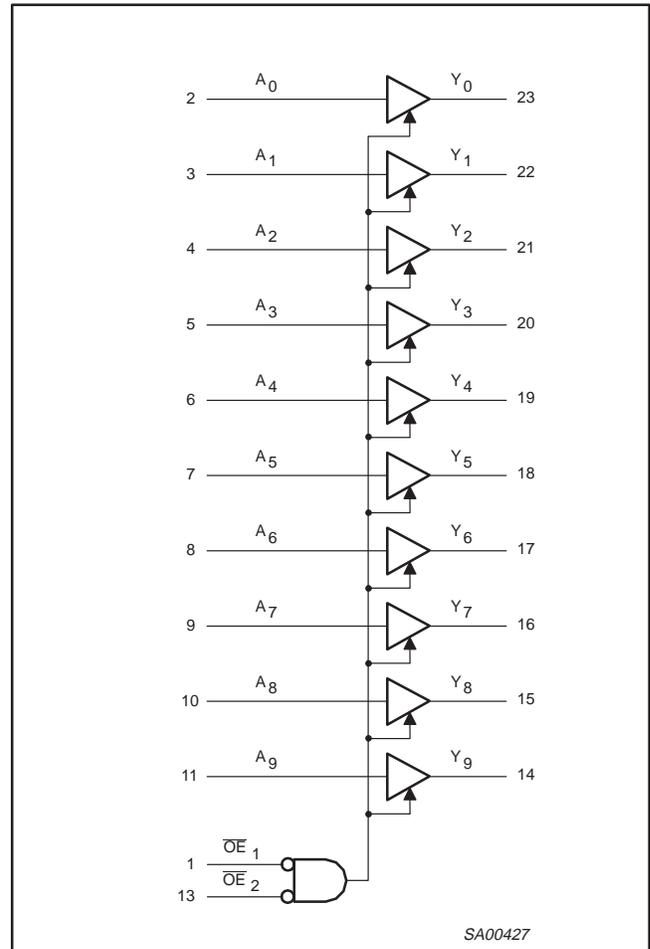 2 A0 Y0 23
3 A1 Y1 22
4 A2 Y2 21
5 A3 Y3 20
6 A4 Y4 19
7 A5 Y5 18
8 A6 Y6 17
9 A7 Y7 16
10 A8 Y8 15
11 A9 Y9 14
1 OE1
13 OE2
SA00427